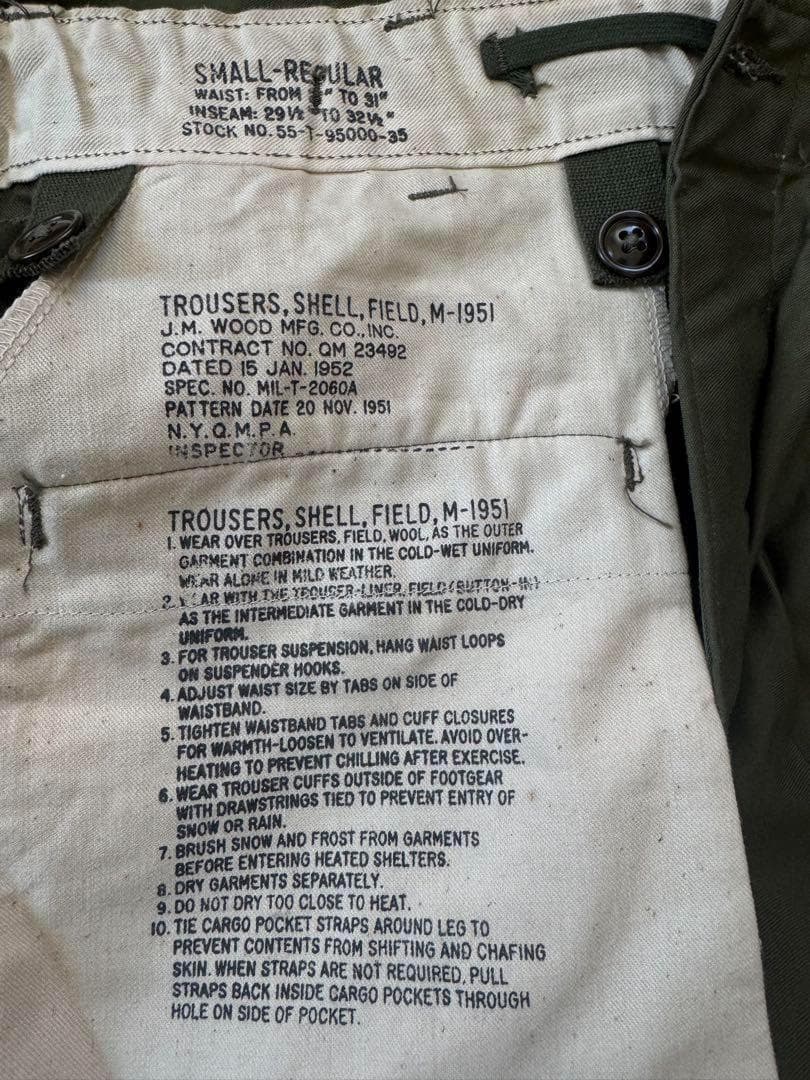 SMALL-REGULAR
WAIST: FROM " TO 31"
INSEAM: 29½" TO 32½"
STOCK NO. 55-T-95000-35
TROUSERS, SHELL, FIELD, M-1951
J.M. WOOD MFG. CO., INC.
CONTRACT NO. QM 23492
DATED 15 JAN. 1952
SPEC. NO. MIL-T-2060A
PATTERN DATE 20 NOV. 1951
N.Y.Q.M.P.A.
INSPECTOR
TROUSERS, SHELL, FIELD, M-1951
1. WEAR OVER TROUSERS, FIELD, WOOL, AS THE OUTER
GARMENT COMBINATION IN THE COLD-WET UNIFORM.
WEAR ALONE IN MILD WEATHER.
2. WEAR WITH THE TROUSER-LINER, FIELD (BUTTON-IN)
AS THE INTERMEDIATE GARMENT IN THE COLD-DRY
UNIFORM.
3. FOR TROUSER SUSPENSION, HANG WAIST LOOPS
ON SUSPENDER HOOKS.
4. ADJUST WAIST SIZE BY TABS ON SIDE OF
WAISTBAND.
5. TIGHTEN WAISTBAND TABS AND CUFF CLOSURES
FOR WARMTH-LOOSEN TO VENTILATE. AVOID OVER-
HEATING TO PREVENT CHILLING AFTER EXERCISE.
6. WEAR TROUSER CUFFS OUTSIDE OF FOOTGEAR
WITH DRAWSTRINGS TIED TO PREVENT ENTRY OF
SNOW OR RAIN.
7. BRUSH SNOW AND FROST FROM GARMENTS
BEFORE ENTERING HEATED SHELTERS.
8. DRY GARMENTS SEPARATELY.
9. DO NOT DRY TOO CLOSE TO HEAT.
10. TIE CARGO POCKET STRAPS AROUND LEG TO
PREVENT CONTENTS FROM SHIFTING AND CHAFING
SKIN. WHEN STRAPS ARE NOT REQUIRED, PULL
STRAPS BACK INSIDE CARGO POCKETS THROUGH
HOLE ON SIDE OF POCKET.